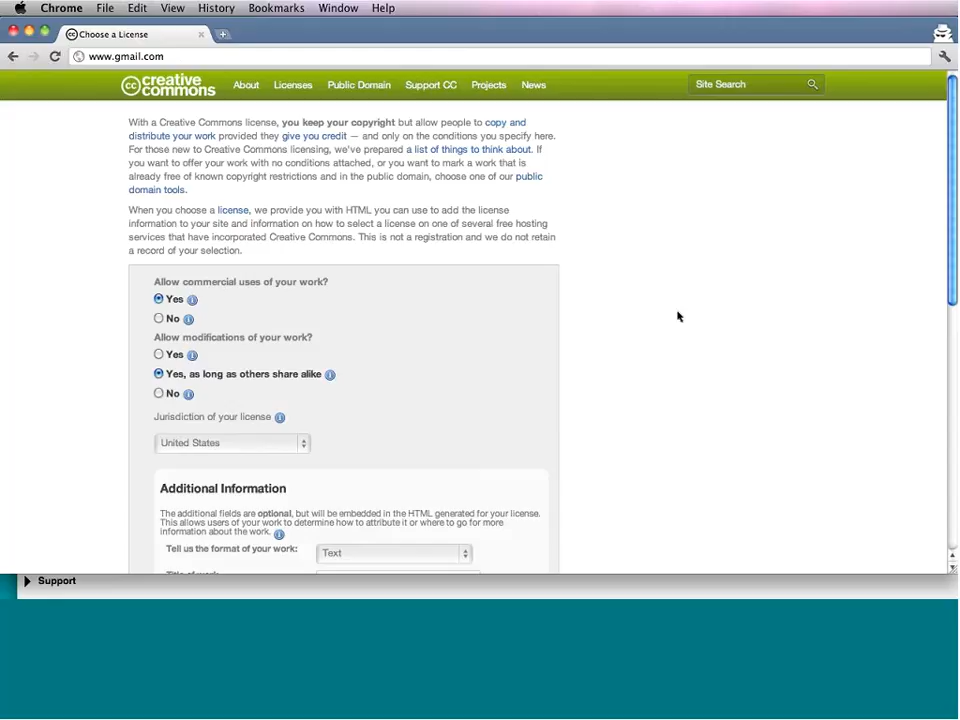 Chrome File Edit View History Bookmarks Window Help
Choose a License
www.gmail.com
creative commons About Licenses Public Domain Support CC Projects News Site Search
With a Creative Commons license, you keep your copyright but allow people to copy and
distribute your work provided they give you credit — and only on the conditions you specify here.
For those new to Creative Commons licensing, we've prepared a list of things to think about. If
you want to offer your work with no conditions attached, or you want to mark a work that is
already free of known copyright restrictions and in the public domain, choose one of our public
domain tools.
When you choose a license, we provide you with HTML you can use to add the license
information to your site and information on how to select a license on one of several free hosting
services that have incorporated Creative Commons. This is not a registration and we do not retain
a record of your selection.
Allow commercial uses of your work?
Yes
No
Allow modifications of your work?
Yes
Yes, as long as others share alike
No
Jurisdiction of your license
United States
Additional Information
The additional fields are optional, but will be embedded in the HTML generated for your license.
This allows users of your work to determine how to attribute it or where to go for more
information about the work.
Tell us the format of your work: Text
Support